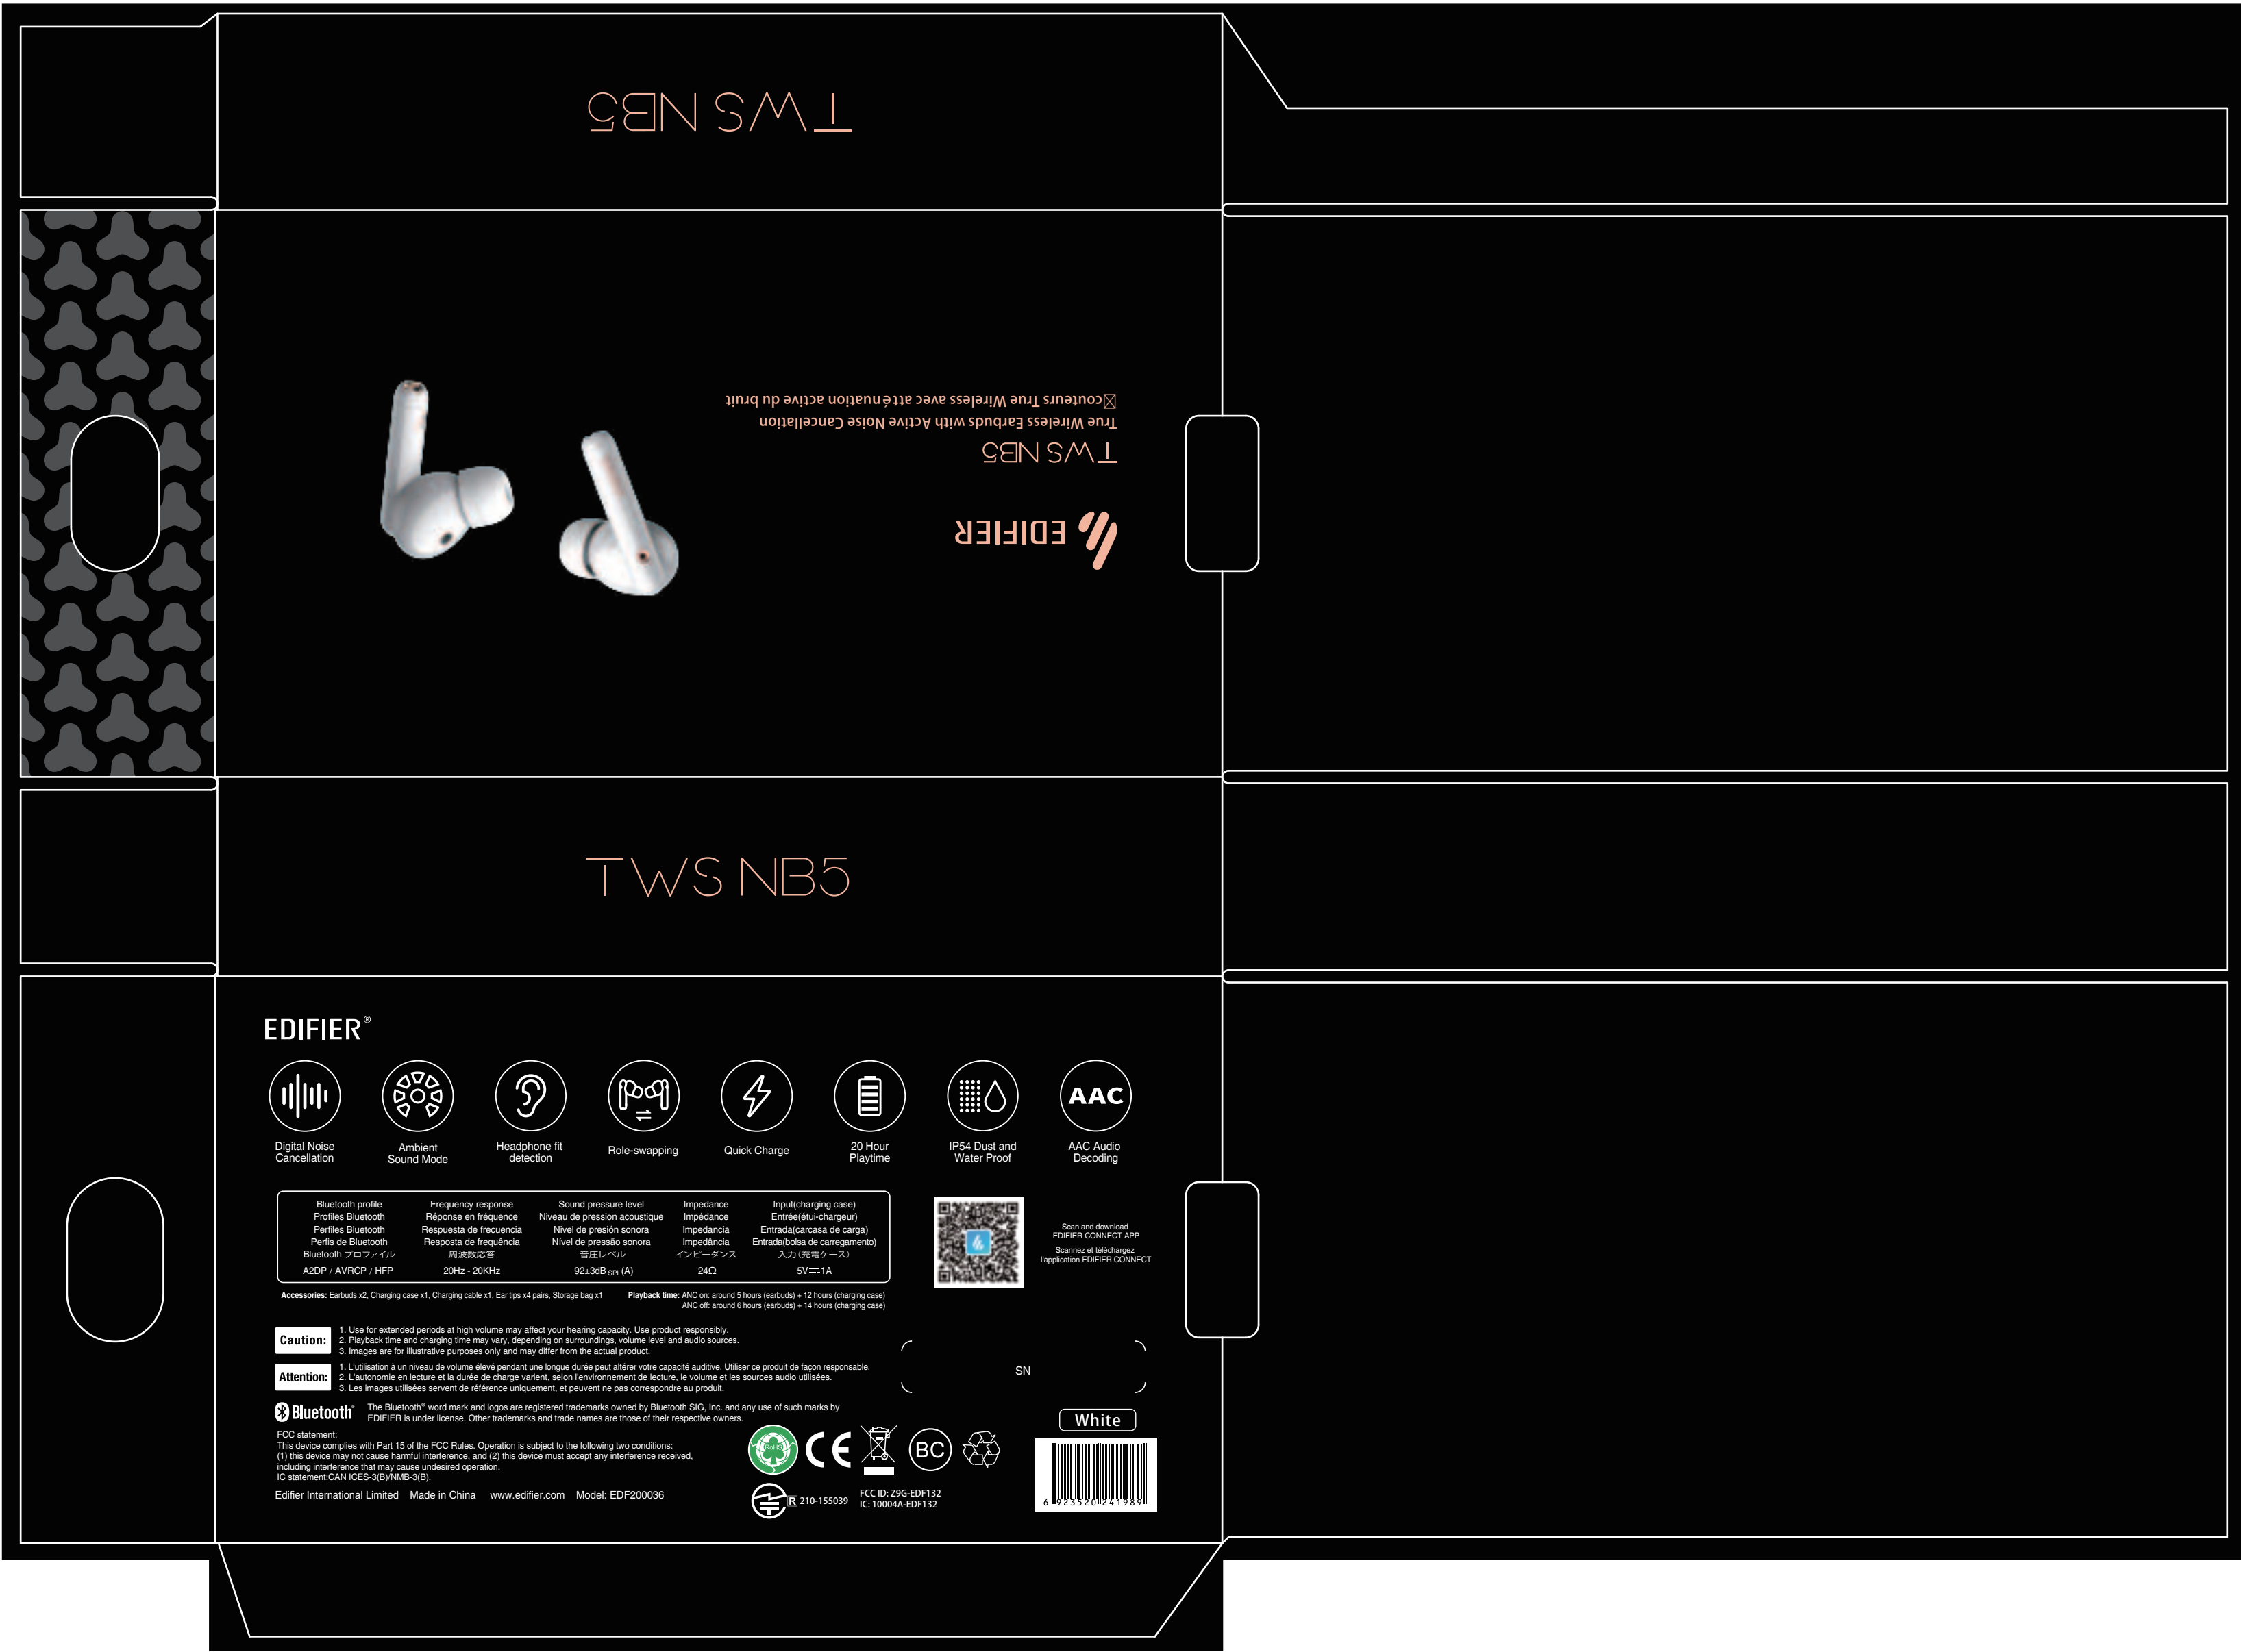 TWS NB5
True Wireless Earbuds with Active Noise Cancellation
couteurs True Wireless avec atténuation active du bruit
TWS NB5
EDIFIER
TWS NB5
EDIFIER®
AAC
Digital Noise
Cancellation
Ambient
Sound Mode
Headphone fit
detection
Role-swapping
Quick Charge
20 Hour
Playtime
IP54 Dust and
Water Proof
AAC Audio
Decoding
Bluetooth profile Frequency response Sound pressure level Impedance Input(charging case)
Profiles Bluetooth Réponse en fréquence Niveau de pression acoustique Impédance Entrée(étui-chargeur)
Perfiles Bluetooth Respuesta de frecuencia Nivel de presión sonora Impedancia Entrada(carcasa de carga)
Perfis de Bluetooth Resposta de frequência Nível de pressão sonora Impedância Entrada(bolsa de carregamento)
Bluetooth プロファイル 周波数応答 音圧レベル インピーダンス 入力(充電ケース)
A2DP / AVRCP / HFP 20Hz - 20KHz 92±3dB SPL(A) 24Ω 5V⎓1A
Scan and download
EDIFIER CONNECT APP
Scannez et téléchargez
l'application EDIFIER CONNECT
Accessories: Earbuds x2, Charging case x1, Charging cable x1, Ear tips x4 pairs, Storage bag x1
Playback time: ANC on: around 5 hours (earbuds) + 12 hours (charging case)
ANC off: around 6 hours (earbuds) + 14 hours (charging case)
Caution:
1. Use for extended periods at high volume may affect your hearing capacity. Use product responsibly.
2. Playback time and charging time may vary, depending on surroundings, volume level and audio sources.
3. Images are for illustrative purposes only and may differ from the actual product.
Attention:
1. L'utilisation à un niveau de volume élevé pendant une longue durée peut altérer votre capacité auditive. Utiliser ce produit de façon responsable.
2. L'autonomie en lecture et la durée de charge varient, selon l'environnement de lecture, le volume et les sources audio utilisées.
3. Les images utilisées servent de référence uniquement, et peuvent ne pas correspondre au produit.
SN
Bluetooth®
The Bluetooth® word mark and logos are registered trademarks owned by Bluetooth SIG, Inc. and any use of such marks by
EDIFIER is under license. Other trademarks and trade names are those of their respective owners.
White
FCC statement:
This device complies with Part 15 of the FCC Rules. Operation is subject to the following two conditions:
(1) this device may not cause harmful interference, and (2) this device must accept any interference received,
including interference that may cause undesired operation.
IC statement:CAN ICES-3(B)/NMB-3(B).
RoHS
CE
BC
Edifier International Limited Made in China www.edifier.com Model: EDF200036
R 210-155039
FCC ID: Z9G-EDF132
IC: 10004A-EDF132
6 923520 241989